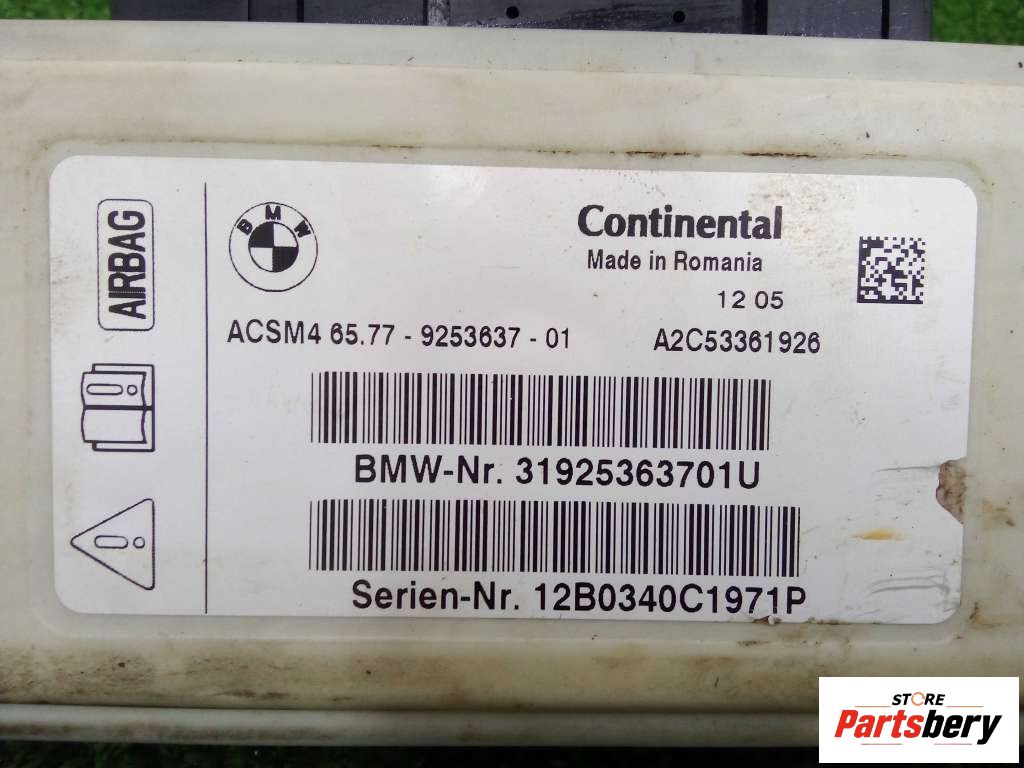 AIRBAG
BMW
Continental
Made in Romania
12 05
ACSM4 65.77 - 9253637 - 01 A2C53361926
BMW-Nr. 31925363701U
Serien-Nr. 12B0340C1971P
STORE
Partsbery